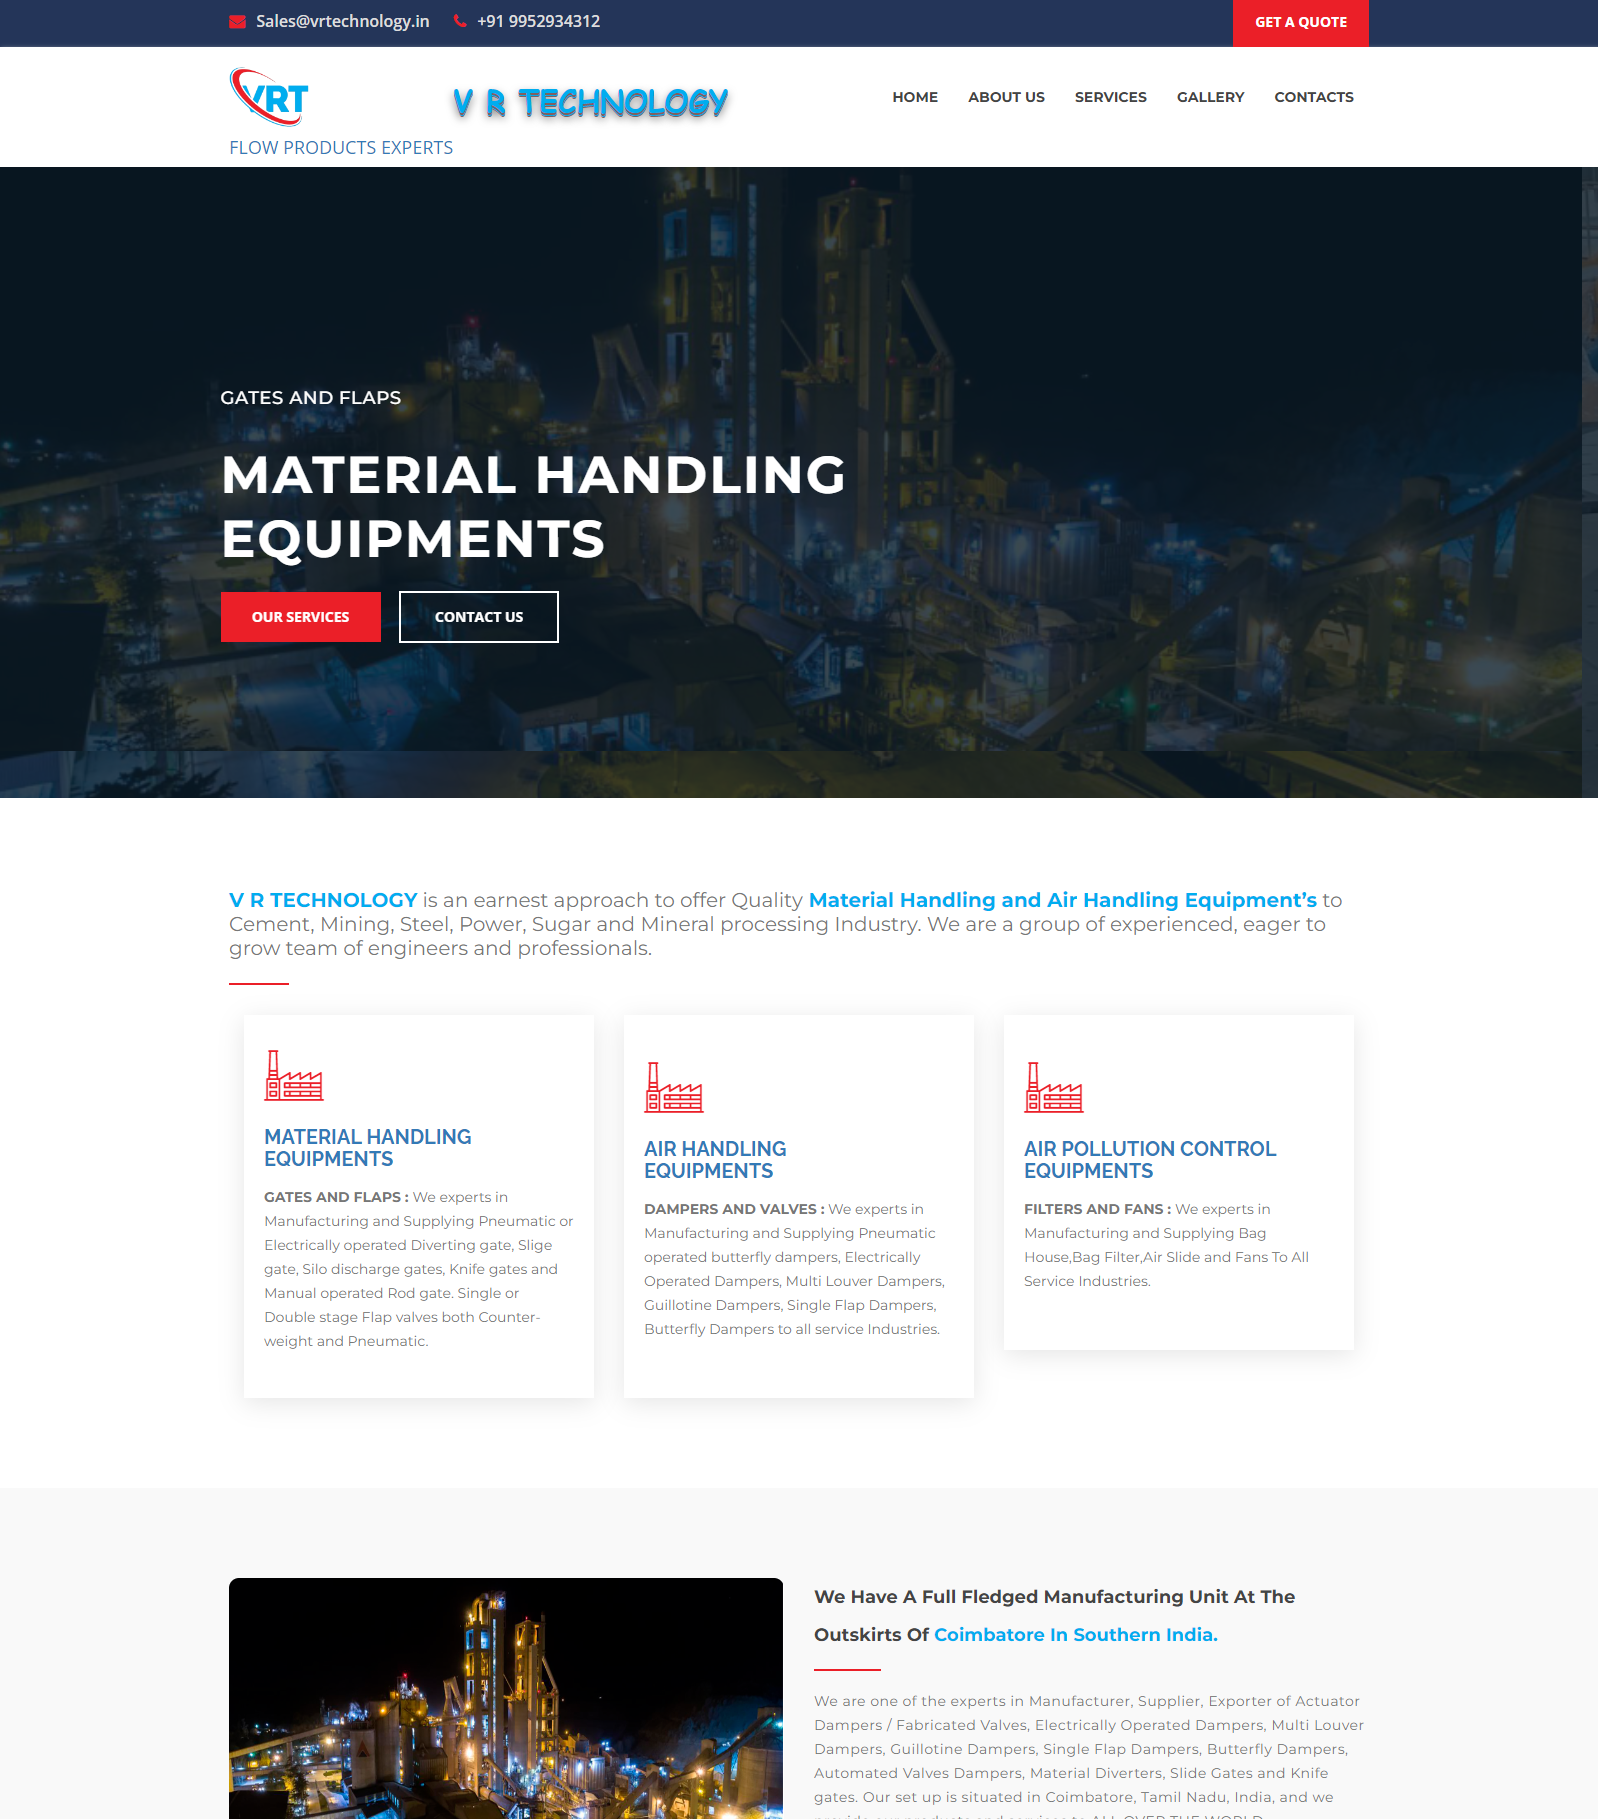 Sales@vrtechnology.in +91 9952934312 GET A QUOTE
VRT
V R TECHNOLOGY
HOME ABOUT US SERVICES GALLERY CONTACTS
FLOW PRODUCTS EXPERTS
GATES AND FLAPS
MATERIAL HANDLING
EQUIPMENTS
OUR SERVICES CONTACT US
V R TECHNOLOGY is an earnest approach to offer Quality Material Handling and Air Handling Equipment’s to
Cement, Mining, Steel, Power, Sugar and Mineral processing Industry. We are a group of experienced, eager to
grow team of engineers and professionals.
MATERIAL HANDLING
EQUIPMENTS
GATES AND FLAPS : We experts in
Manufacturing and Supplying Pneumatic or
Electrically operated Diverting gate, Slige
gate, Silo discharge gates, Knife gates and
Manual operated Rod gate. Single or
Double stage Flap valves both Counter-
weight and Pneumatic.
AIR HANDLING
EQUIPMENTS
DAMPERS AND VALVES : We experts in
Manufacturing and Supplying Pneumatic
operated butterfly dampers, Electrically
Operated Dampers, Multi Louver Dampers,
Guillotine Dampers, Single Flap Dampers,
Butterfly Dampers to all service Industries.
AIR POLLUTION CONTROL
EQUIPMENTS
FILTERS AND FANS : We experts in
Manufacturing and Supplying Bag
House,Bag Filter,Air Slide and Fans To All
Service Industries.
We Have A Full Fledged Manufacturing Unit At The
Outskirts Of Coimbatore In Southern India.
We are one of the experts in Manufacturer, Supplier, Exporter of Actuator
Dampers / Fabricated Valves, Electrically Operated Dampers, Multi Louver
Dampers, Guillotine Dampers, Single Flap Dampers, Butterfly Dampers,
Automated Valves Dampers, Material Diverters, Slide Gates and Knife
gates. Our set up is situated in Coimbatore, Tamil Nadu, India, and we
provide our products and services to ALL OVER THE WORLD